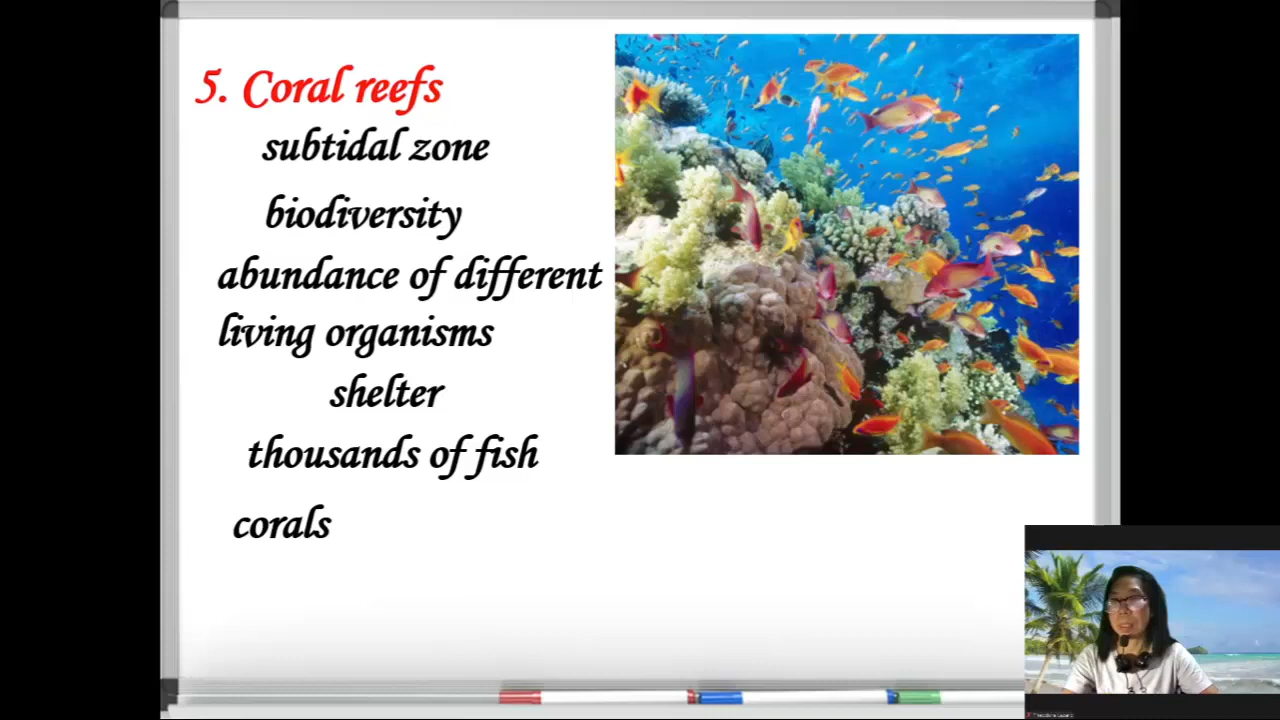 5. Coral reefs
subtidal zone
biodiversity
abundance of different
living organisms
shelter
thousands of fish
corals